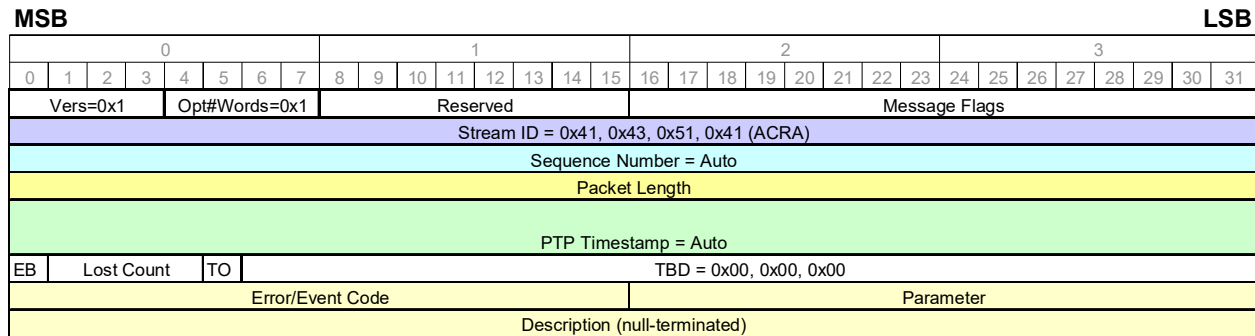 MSB LSB
0 1 2 3
0 1 2 3 4 5 6 7 8 9 10 11 12 13 14 15 16 17 18 19 20 21 22 23 24 25 26 27 28 29 30 31
Vers=0x1 Opt#Words=0x1 Reserved Message Flags
Stream ID = 0x41, 0x43, 0x51, 0x41 (ACRA)
Sequence Number = Auto
Packet Length
PTP Timestamp = Auto
EB Lost Count TO TBD = 0x00, 0x00, 0x00
Error/Event Code Parameter
Description (null-terminated)